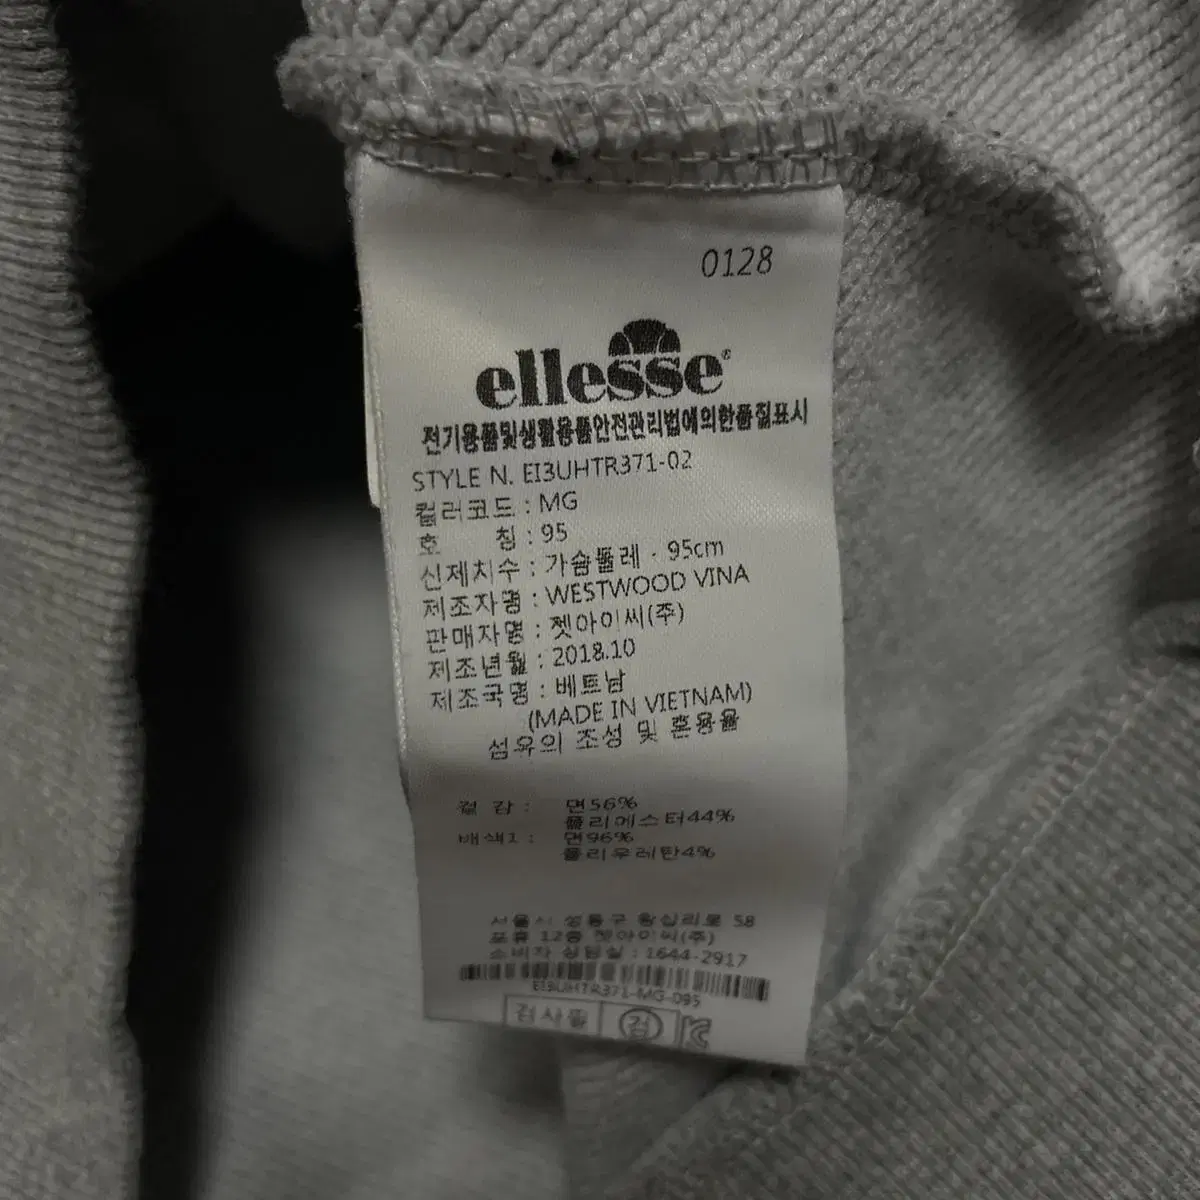 0128
ellesse
전기용품및생활용품안전관리법에의한품질표시
STYLE N. EI3UHTR371-02
컬러코드 : MG
호 칭 : 95
신체치수 : 가슴둘레 - 95cm
제조자명 : WESTWOOD VINA
판매자명 : 젯아이씨(주)
제조년월 : 2018.10
제조국명 : 베트남
(MADE IN VIETNAM)
섬유의 조성 및 혼용율
겉 감 : 면56%
폴리에스터44%
배색1 : 면96%
폴리우레탄4%
서울시 성동구 왕십리로 58
포휴 12층 젯아이씨(주)
소비자 상담실 : 1644-2917
EI3UHTR371-MG-095
검사필 검